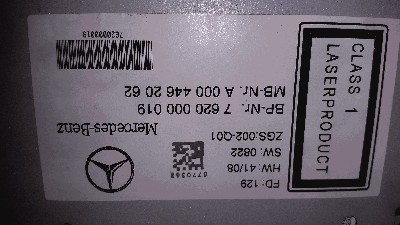 CLASS 1
LASERPRODUCT
FD: 129
HW: 41/08
SW: 0822
ZGS:002-Q01
0770368
Mercedes-Benz
BP-Nr. 7 620 000 019
MB-Nr. A 000 446 20 62